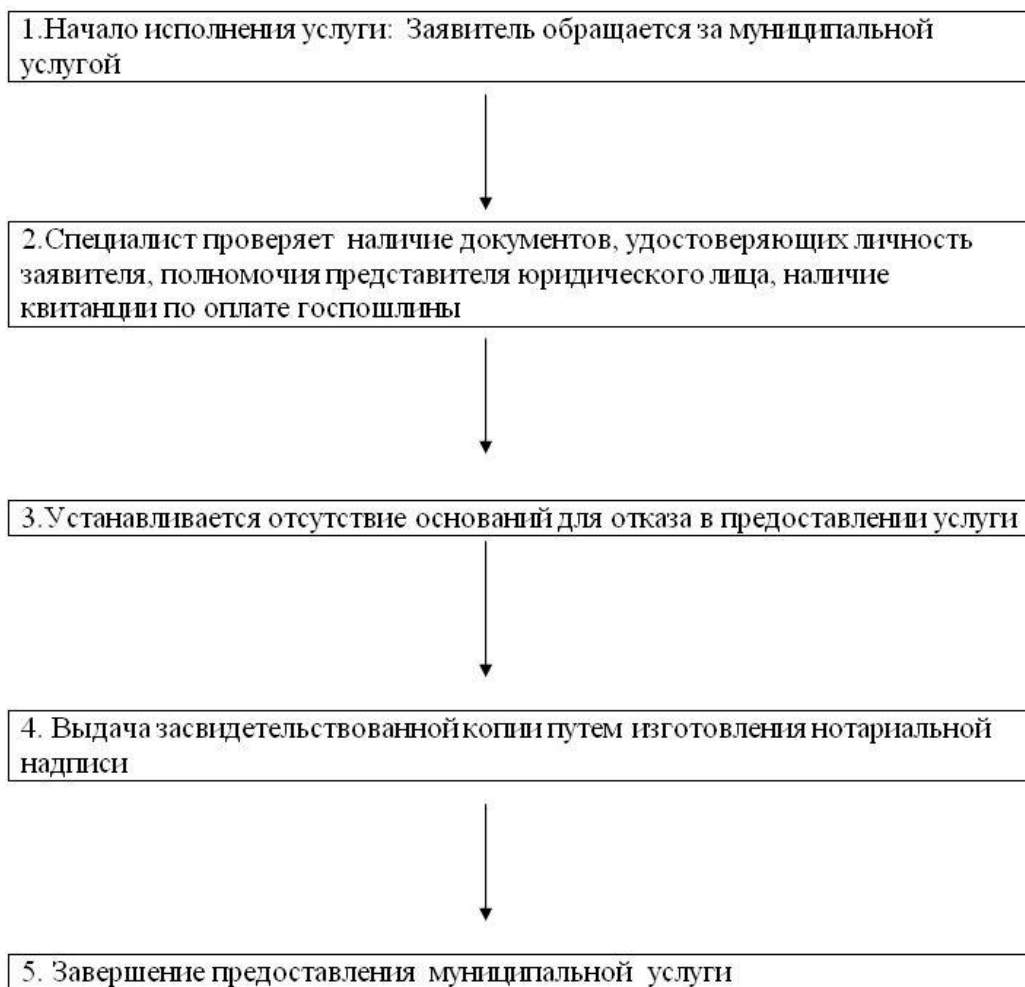 1.Начало исполнения услуги: Заявитель обращается за муниципальной
услугой
2.Специалист проверяет наличие документов, удостоверяющих личность
заявителя, полномочия представителя юридического лица, наличие
квитанции по оплате госпошлины
3.Устанавливается отсутствие оснований для отказа в предоставлении услуги
4. Выдача засвидетельствованной копии путем изготовления нотариальной
надписи
5. Завершение предоставления муниципальной услуги